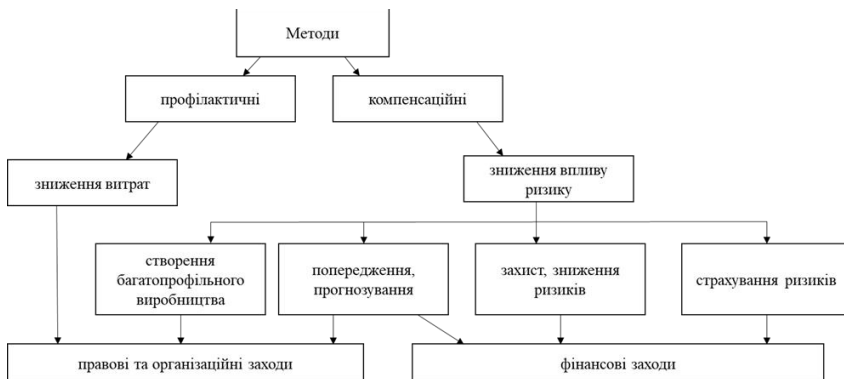 Методи
профілактичні
компенсаційні
зниження витрат
зниження впливу
ризику
створення
багатопрофільного
виробництва
попередження,
прогнозування
захист, зниження
ризиків
страхування ризиків
правові та організаційні заходи
фінансові заходи